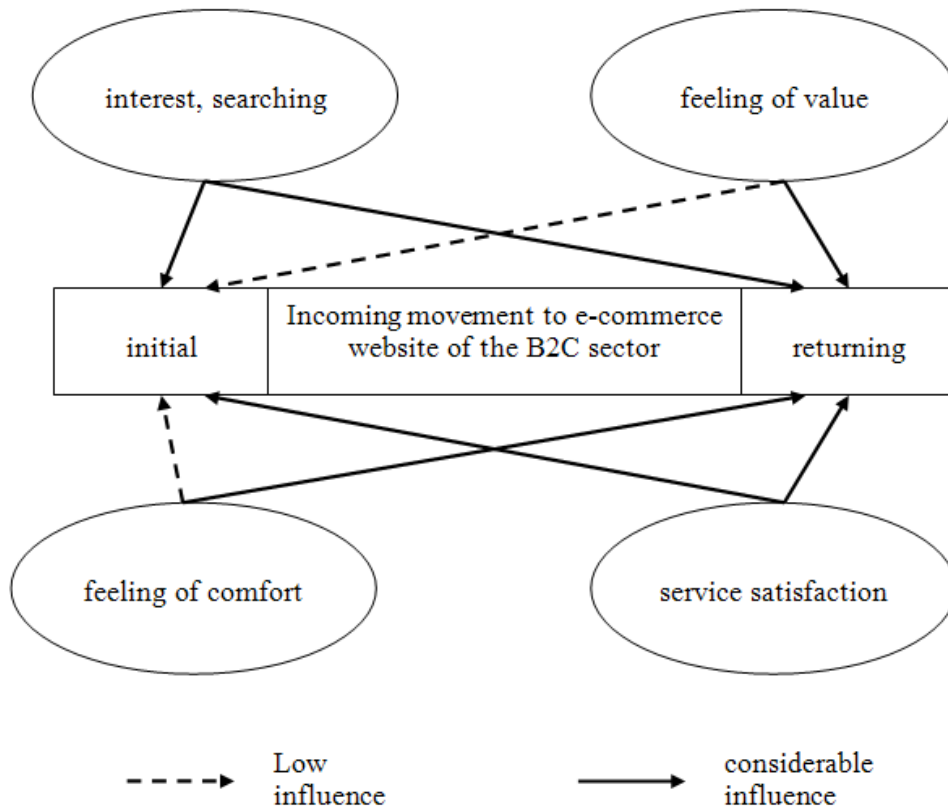 interest, searching
feeling of value
initial
Incoming movement to e-commerce
website of the B2C sector
returning
feeling of comfort
service satisfaction
Low
influence
considerable
influence